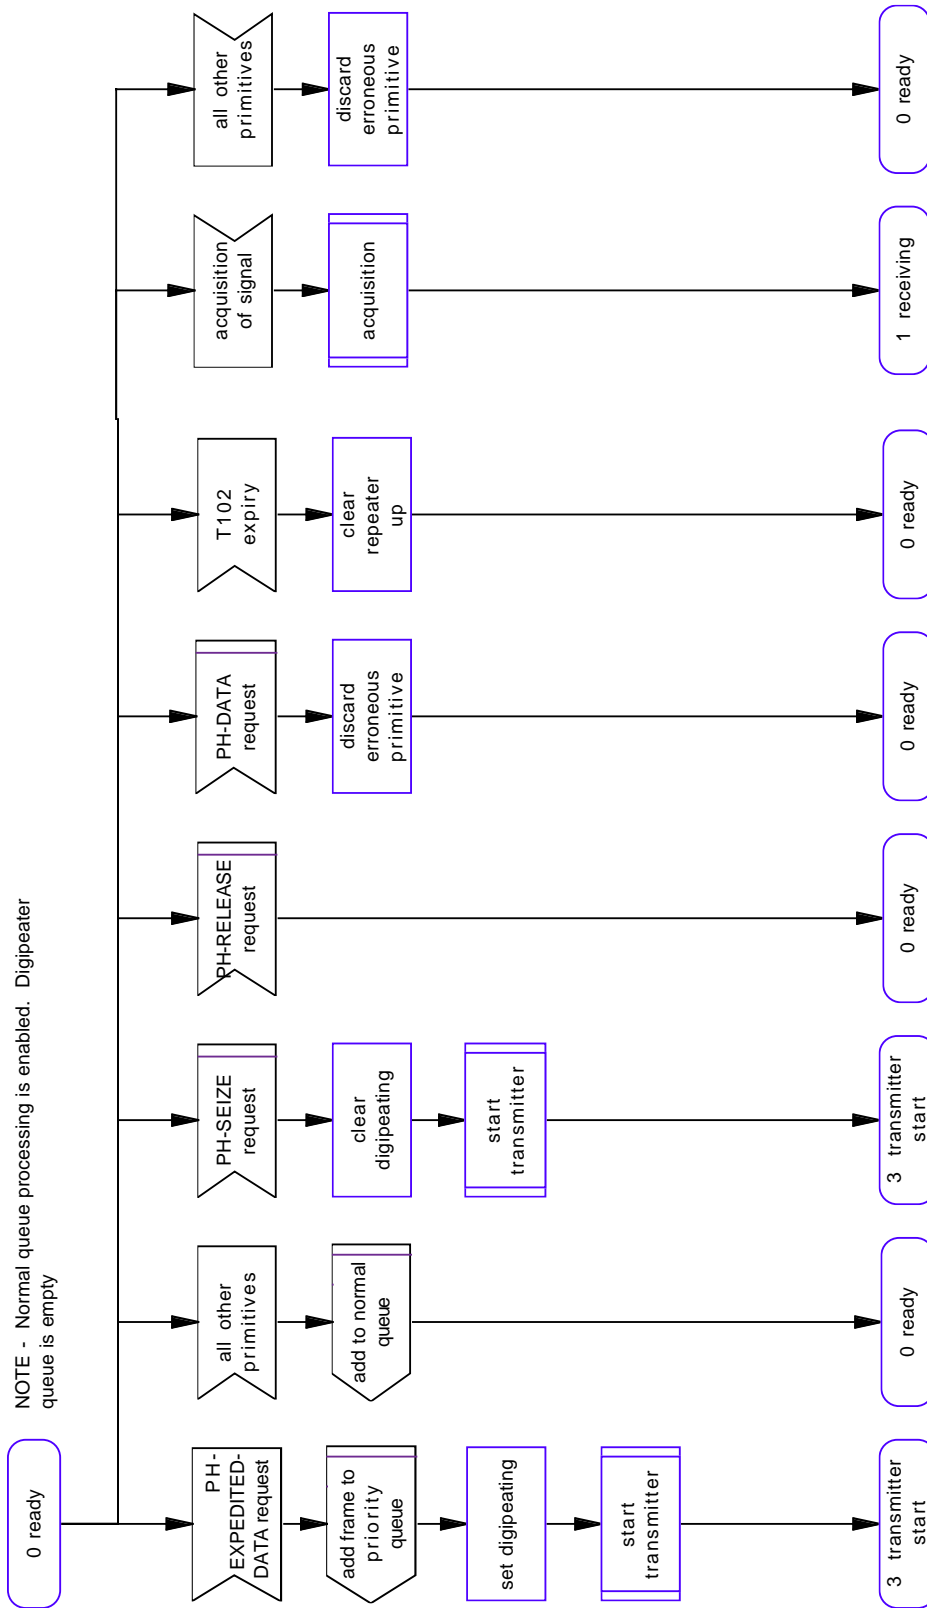 0 ready
NOTE - Normal queue processing is enabled. Digipeater
queue is empty
PH-
EXPEDITED-
DATA request
all other
primitives
PH-SEIZE
request
PH-RELEASE
request
PH-DATA
request
T102
expiry
acquisition
of signal
all other
primitives
add frame to
priority
queue
add to normal
queue
clear
digipeating
discard
erroneous
primitive
clear
repeater
up
acquisition
discard
erroneous
primitive
set digipeating
start
transmitter
start
transmitter
3 transmitter
start
0 ready
3 transmitter
start
0 ready
0 ready
0 ready
1 receiving
0 ready